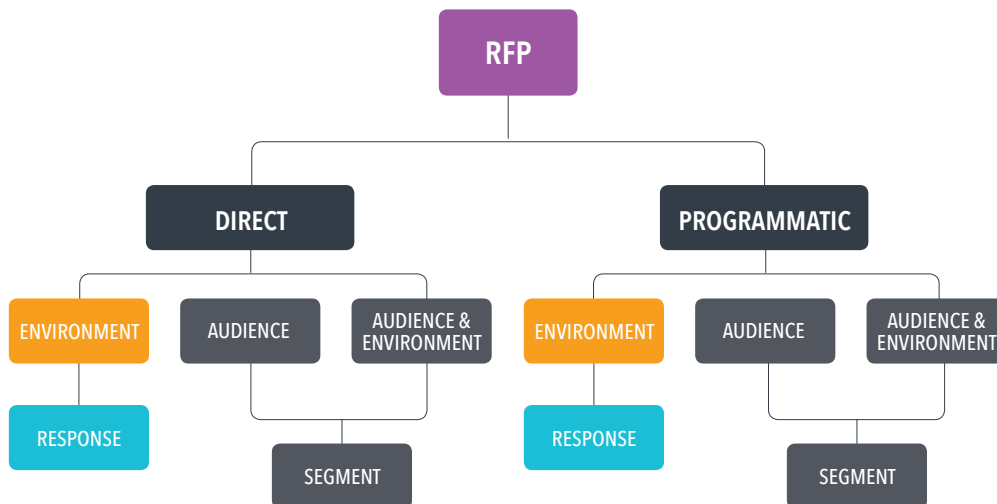 RFP
DIRECT
PROGRAMMATIC
ENVIRONMENT
AUDIENCE
AUDIENCE &
ENVIRONMENT
ENVIRONMENT
AUDIENCE
AUDIENCE &
ENVIRONMENT
RESPONSE
RESPONSE
SEGMENT
SEGMENT